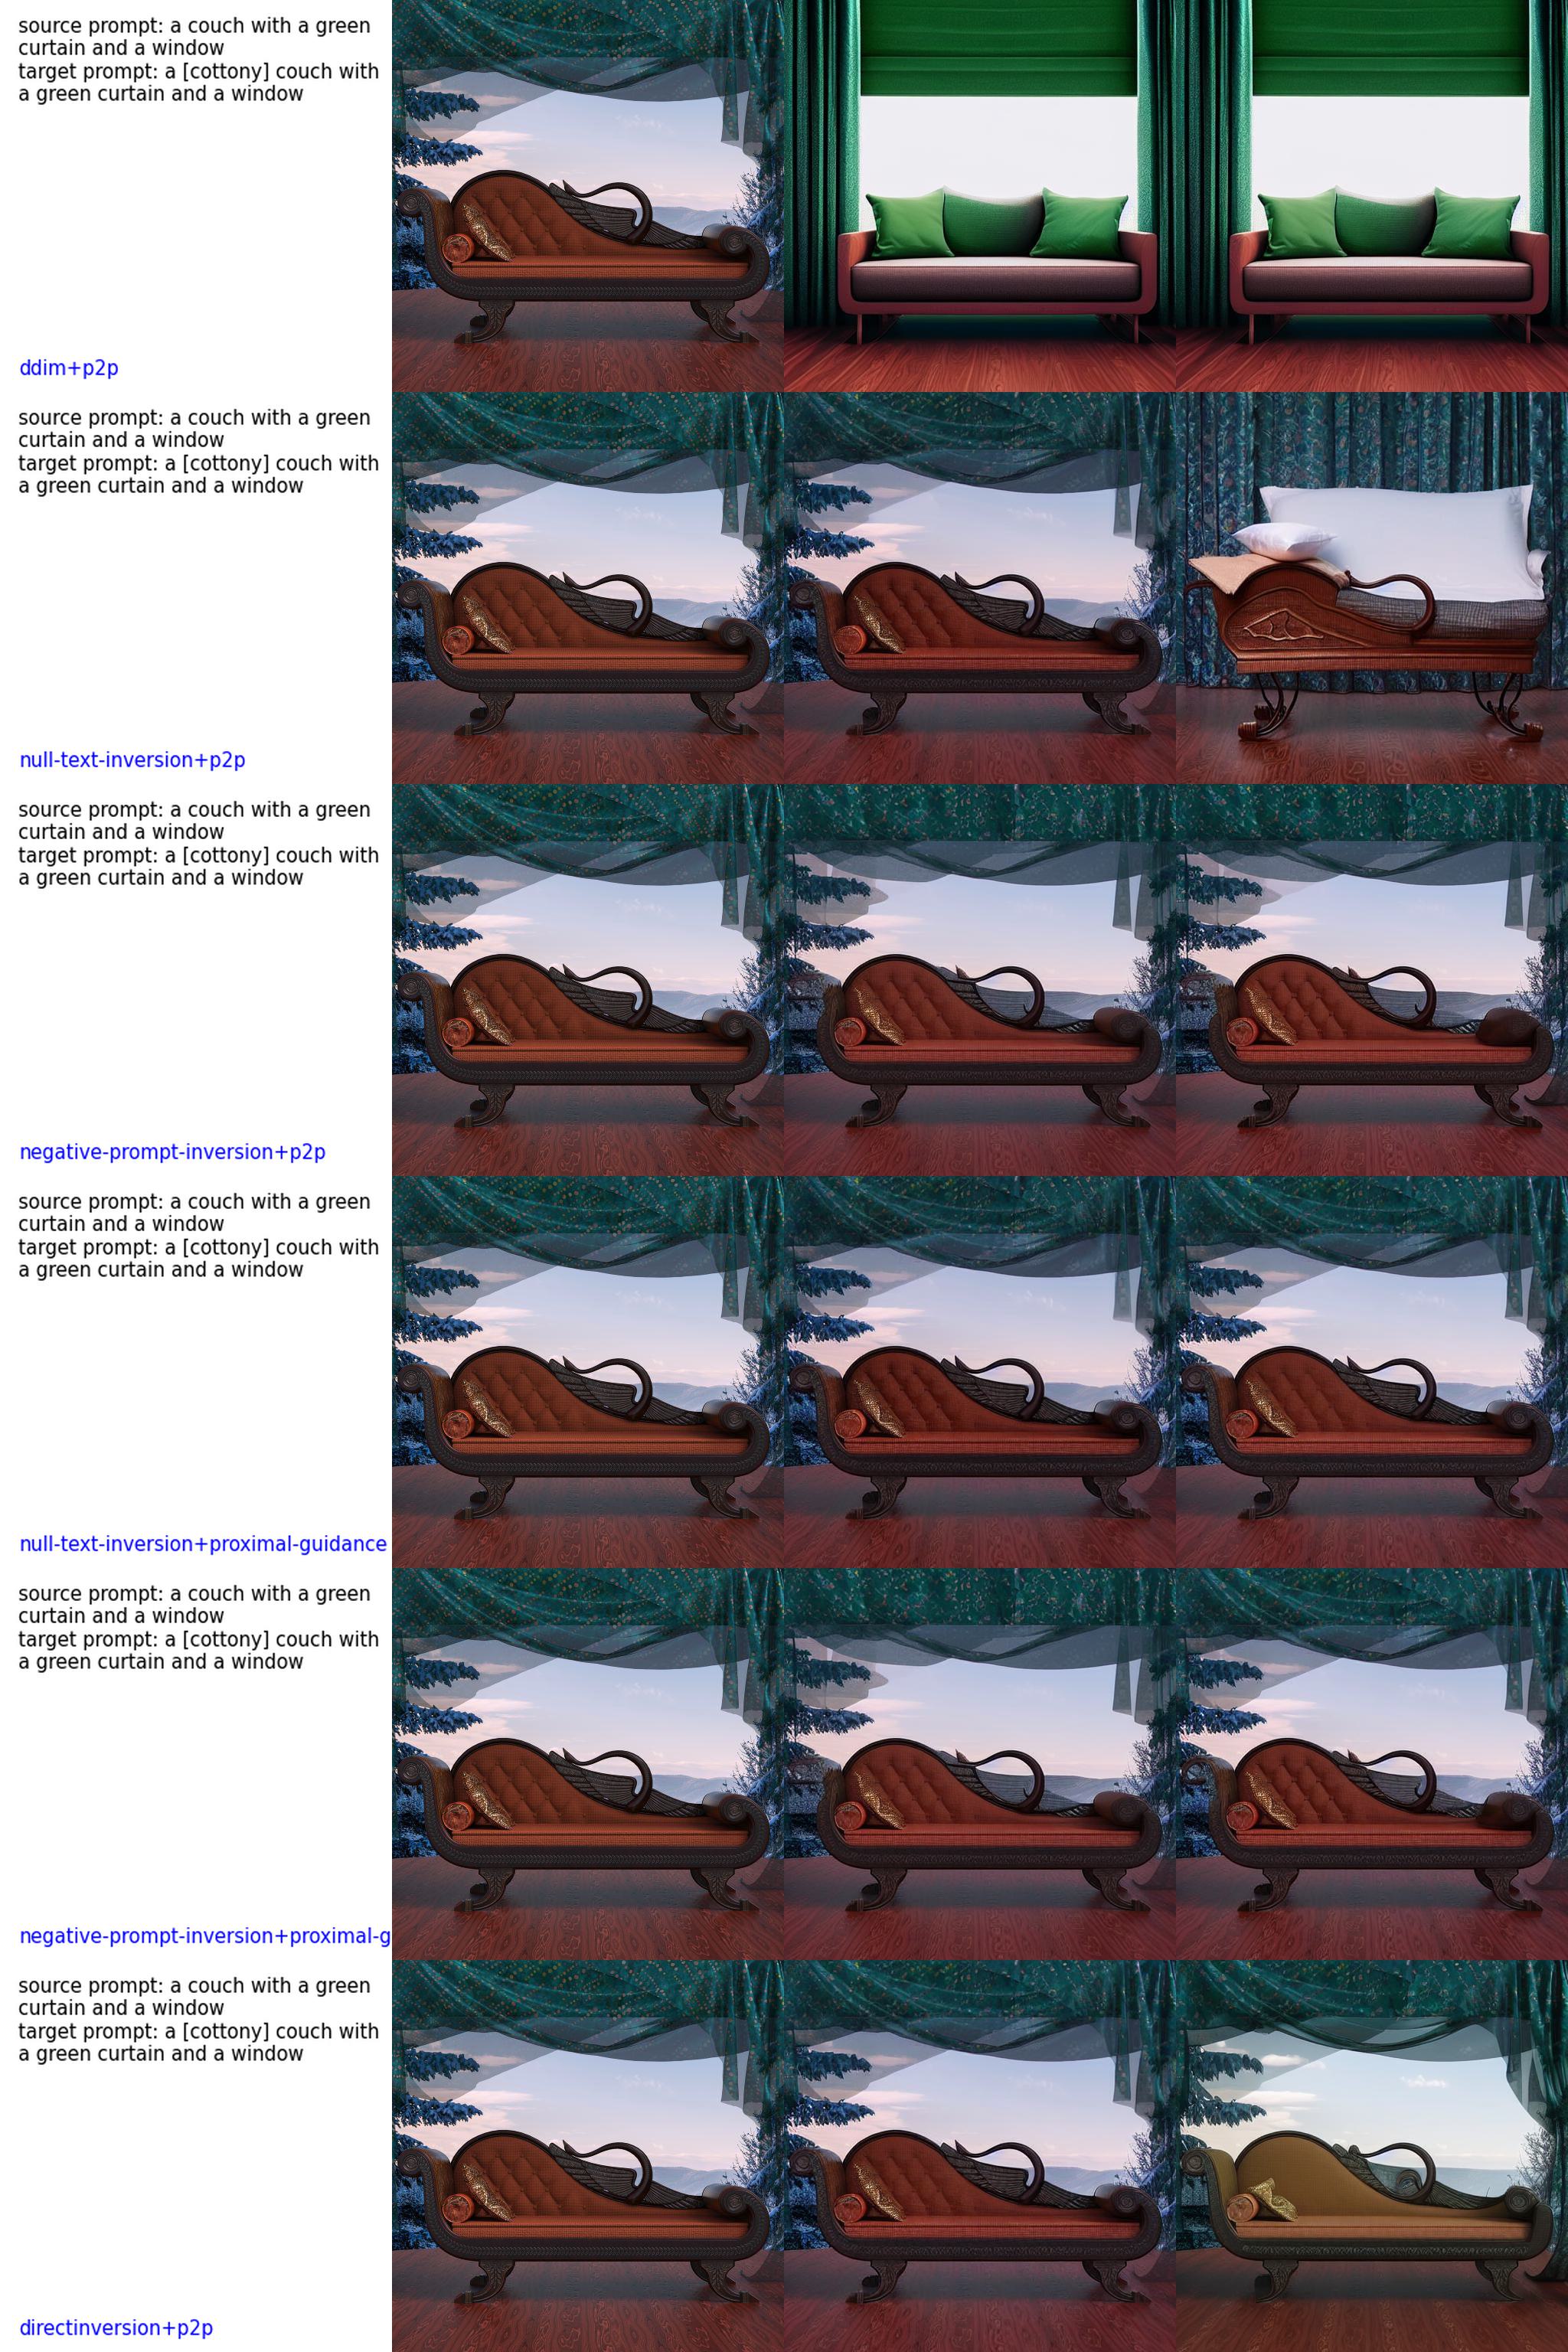 source prompt: a couch with a green
curtain and a window
target prompt: a [cottony] couch with
a green curtain and a window
ddim+p2p
source prompt: a couch with a green
curtain and a window
target prompt: a [cottony] couch with
a green curtain and a window
null-text-inversion+p2p
source prompt: a couch with a green
curtain and a window
target prompt: a [cottony] couch with
a green curtain and a window
negative-prompt-inversion+p2p
source prompt: a couch with a green
curtain and a window
target prompt: a [cottony] couch with
a green curtain and a window
null-text-inversion+proximal-guidance
source prompt: a couch with a green
curtain and a window
target prompt: a [cottony] couch with
a green curtain and a window
negative-prompt-inversion+proximal-g
source prompt: a couch with a green
curtain and a window
target prompt: a [cottony] couch with
a green curtain and a window
directinversion+p2p